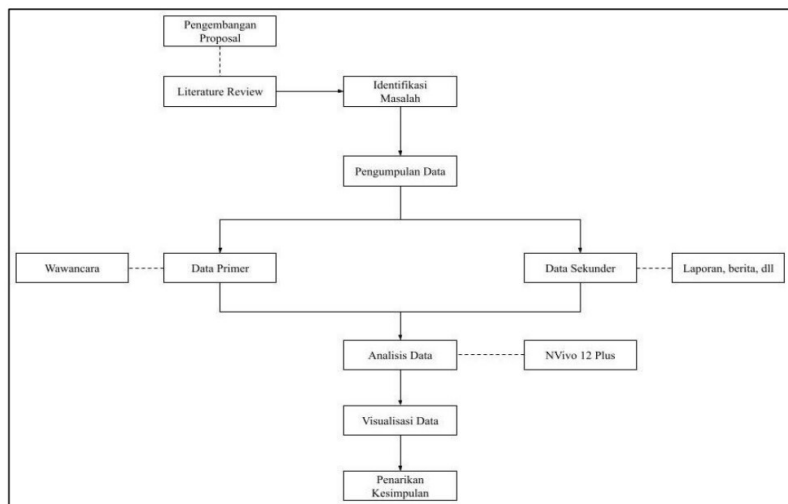 Pengembangan
Proposal
Literature Review
Identifikasi
Masalah
Pengumpulan Data
Wawancara
Data Primer
Data Sekunder
Laporan, berita, dll
Analisis Data
NVivo 12 Plus
Visualisasi Data
Penarikan
Kesimpulan